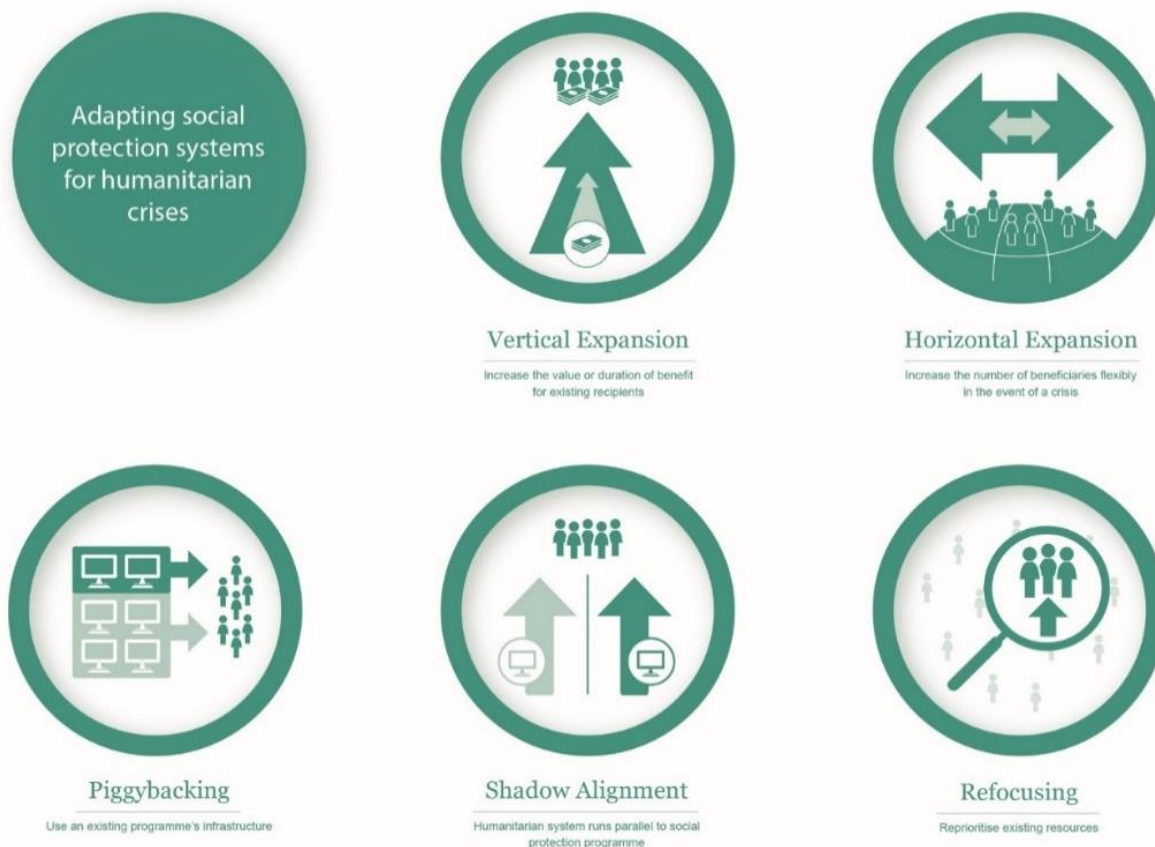 Adapting social
protection systems
for humanitarian
crises
Vertical Expansion
Increase the value or duration of benefit
for existing recipients
Horizontal Expansion
Increase the number of beneficiaries flexibly
in the event of a crisis
Piggybacking
Use an existing programme's infrastructure
Shadow Alignment
Humanitarian system runs parallel to social
protection programme
Refocusing
Reprioritise existing resources